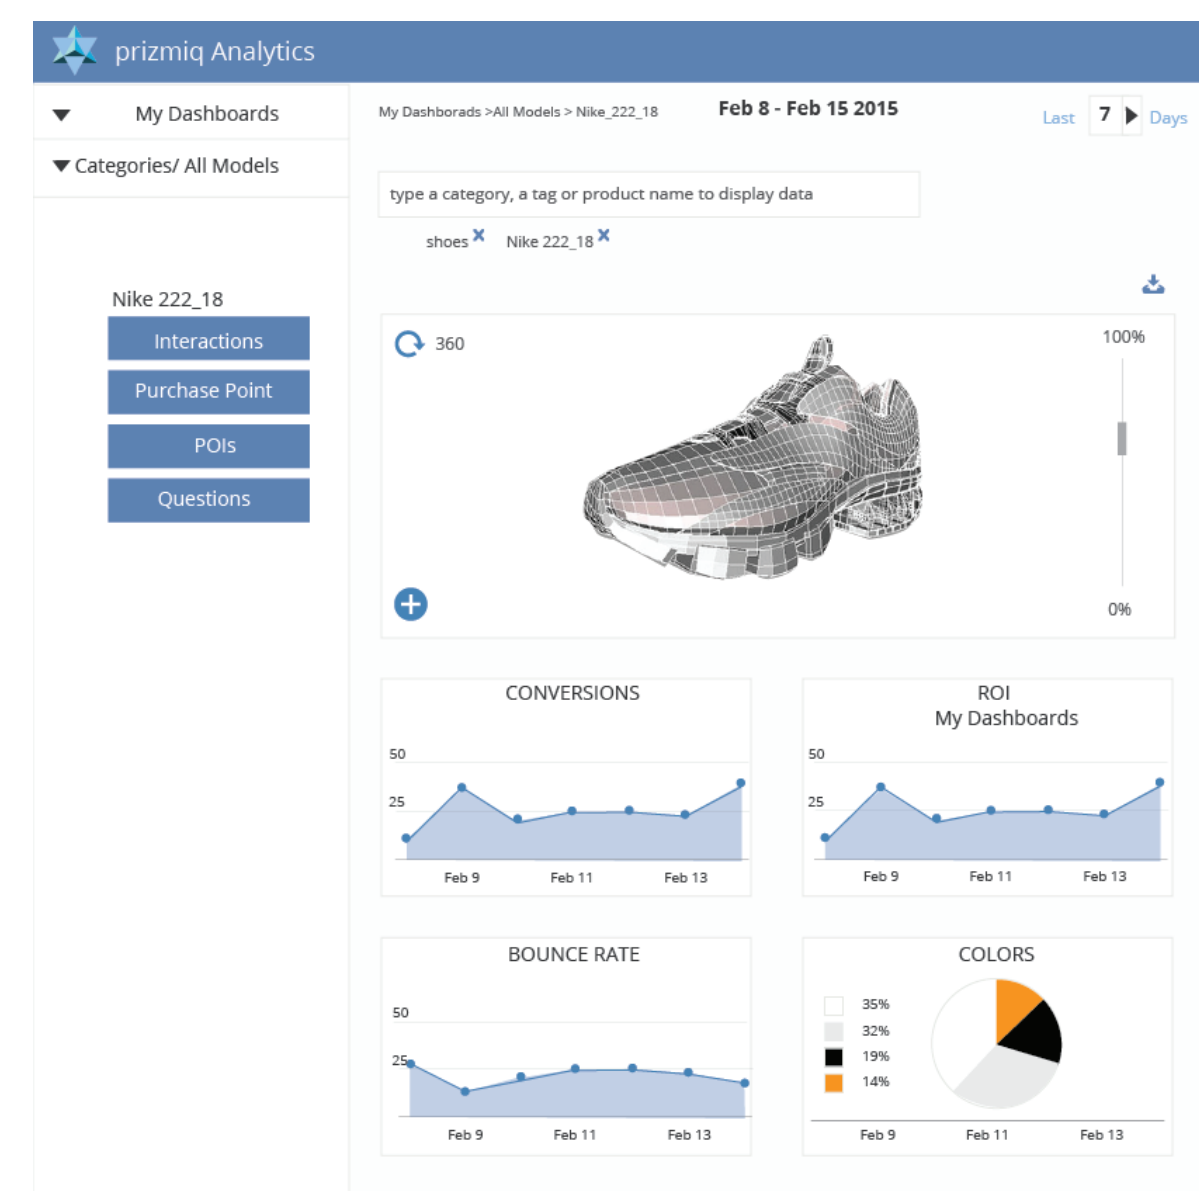 prizmiq Analytics
My Dashboards
Categories/ All Models
My Dashborads >All Models > Nike_222_18
Feb 8 - Feb 15 2015
Last 7 Days
type a category, a tag or product name to display data
shoes x Nike 222_18 x
Nike 222_18
Interactions
Purchase Point
POIs
Questions
360
100%
0%
CONVERSIONS
50
25
Feb 9 Feb 11 Feb 13
ROI
My Dashboards
50
25
Feb 9 Feb 11 Feb 13
BOUNCE RATE
50
25
Feb 9 Feb 11 Feb 13
COLORS
35%
32%
19%
14%
Feb 9 Feb 11 Feb 13